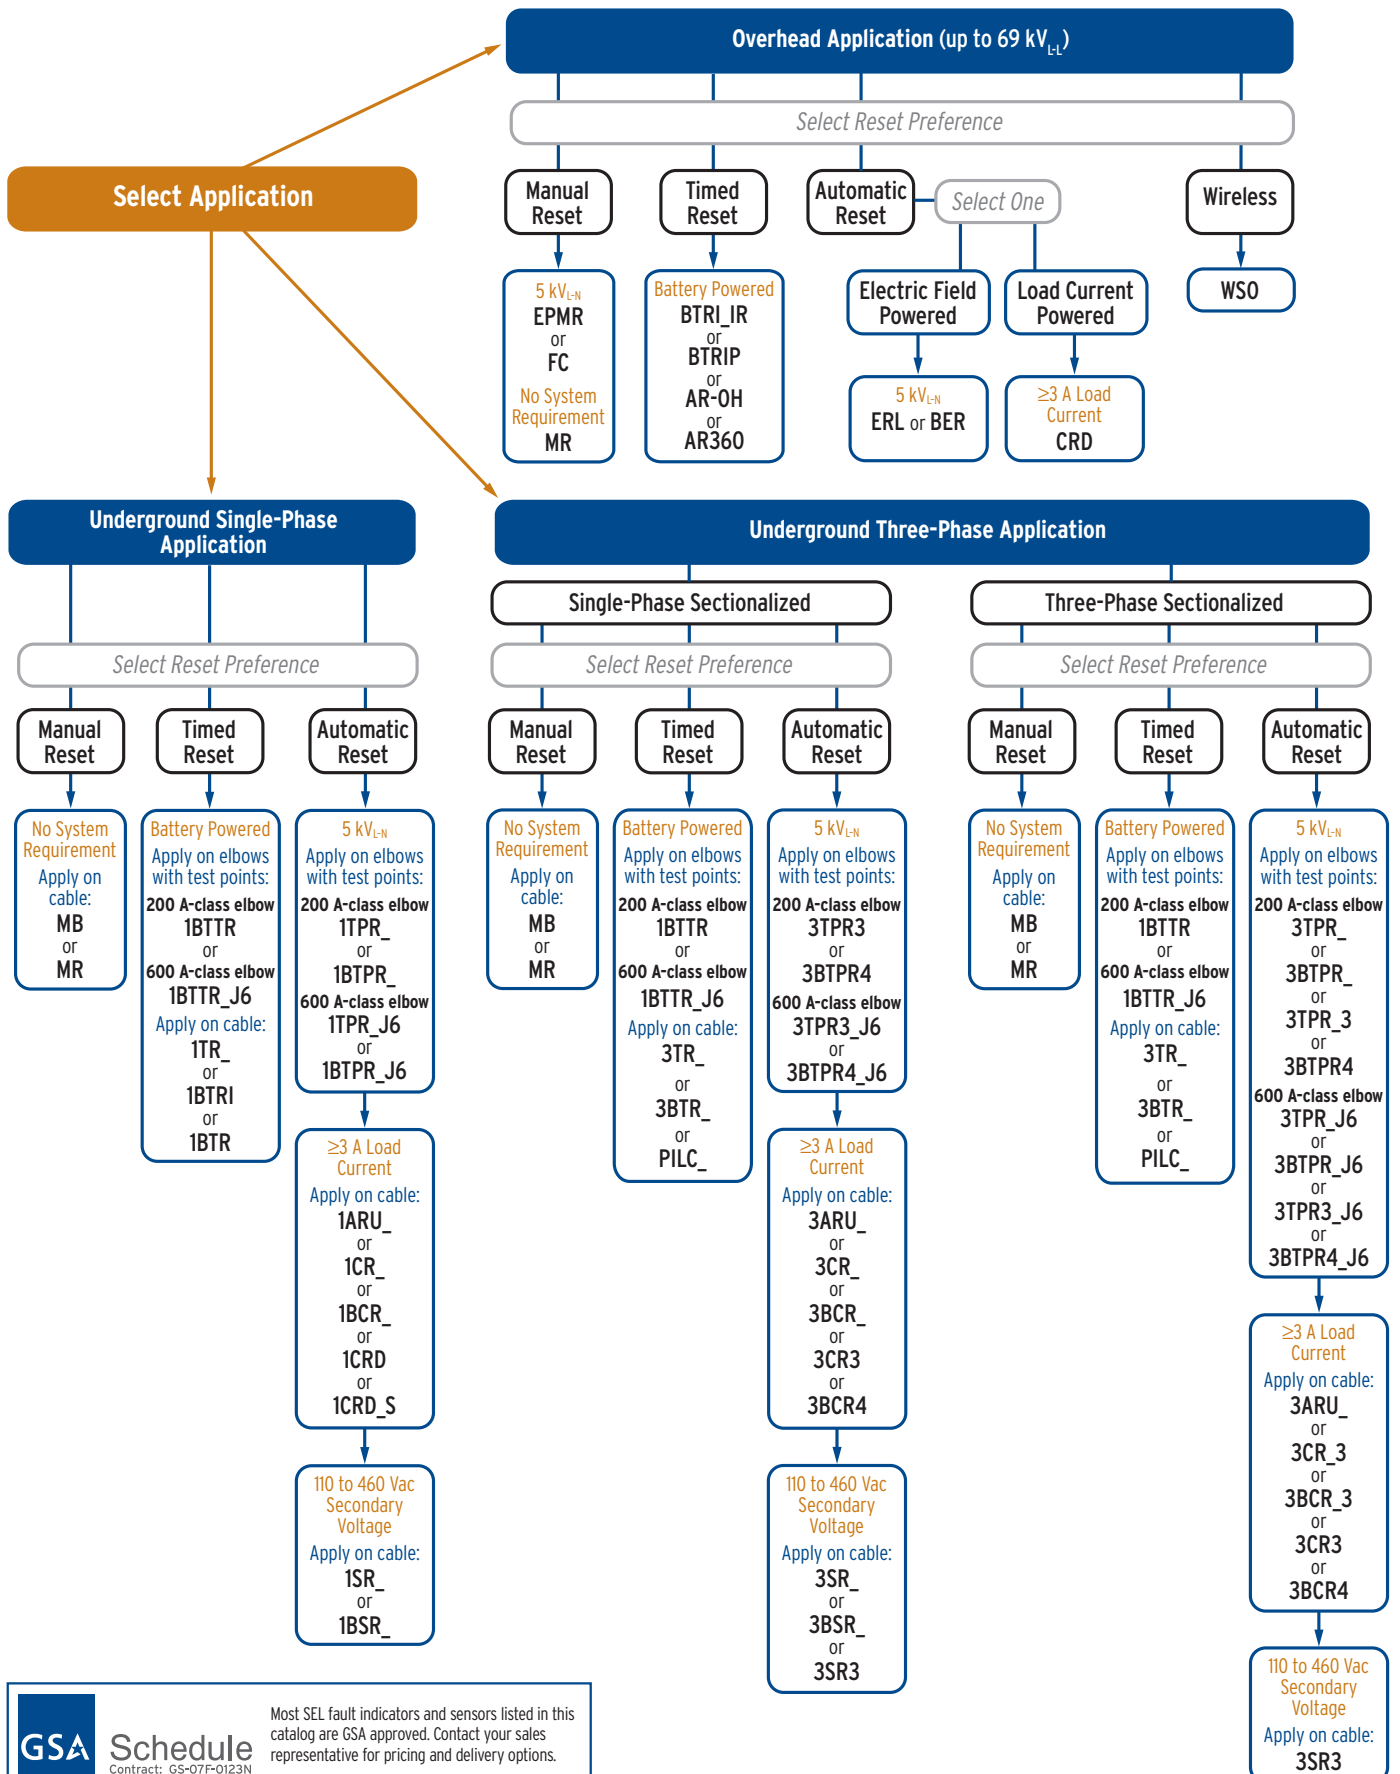 Overhead Application (up to 69 kV L-L)
Select Reset Preference
Select Application
Manual
Reset
Timed
Reset
Automatic
Reset
Select One
Wireless
5 kV L-N
EPMR
or
FC
No System
Requirement
MR
Battery Powered
BTRI_IR
or
BTRIP
or
AR-OH
or
AR360
Electric Field
Powered
Load Current
Powered
WSO
5 kV L-N
ERL or BER
≥3 A Load
Current
CRD
Underground Single-Phase
Application
Select Reset Preference
Manual
Reset
Timed
Reset
Automatic
Reset
No System
Requirement
Apply on
cable:
MB
or
MR
Battery Powered
Apply on elbows
with test points:
200 A-class elbow
1BTTR
or
600 A-class elbow
1BTTR_J6
Apply on cable:
1TR_
or
1BTRI
or
1BTR
5 kV L-N
Apply on elbows
with test points:
200 A-class elbow
1TPR_
or
1BTPR_
600 A-class elbow
1TPR_J6
or
1BTPR_J6
≥3 A Load
Current
Apply on cable:
1ARU_
or
1CR_
or
1BCR_
or
1CRD
or
1CRD_S
110 to 460 Vac
Secondary
Voltage
Apply on cable:
1SR_
or
1BSR_
Underground Three-Phase Application
Single-Phase Sectionalized
Select Reset Preference
Manual
Reset
Timed
Reset
Automatic
Reset
No System
Requirement
Apply on
cable:
MB
or
MR
Battery Powered
Apply on elbows
with test points:
200 A-class elbow
1BTTR
or
600 A-class elbow
1BTTR_J6
Apply on cable:
3TR_
or
3BTR_
or
PILC_
5 kV L-N
Apply on elbows
with test points:
200 A-class elbow
3TPR3
or
3BTPR4
600 A-class elbow
3TPR3_J6
or
3BTPR4_J6
≥3 A Load
Current
Apply on cable:
3ARU_
or
3CR_
or
3BCR_
or
3CR3
or
3BCR4
110 to 460 Vac
Secondary
Voltage
Apply on cable:
3SR_
or
3BSR_
or
3SR3
Three-Phase Sectionalized
Select Reset Preference
Manual
Reset
Timed
Reset
Automatic
Reset
No System
Requirement
Apply on
cable:
MB
or
MR
Battery Powered
Apply on elbows
with test points:
200 A-class elbow
1BTTR
or
600 A-class elbow
1BTTR_J6
Apply on cable:
3TR_
or
3BTR_
or
PILC_
5 kV L-N
Apply on elbows
with test points:
200 A-class elbow
3TPR_
or
3BTPR_
or
3TPR_3
or
3BTPR4
600 A-class elbow
3TPR_J6
or
3BTPR_J6
or
3TPR3_J6
or
3BTPR4_J6
≥3 A Load
Current
Apply on cable:
3ARU_
or
3CR_3
or
3BCR_3
or
3CR3
or
3BCR4
110 to 460 Vac
Secondary
Voltage
Apply on cable:
3SR3
GSA
Schedule
Contract: GS-07F-0123N
Most SEL fault indicators and sensors listed in this
catalog are GSA approved. Contact your sales
representative for pricing and delivery options.